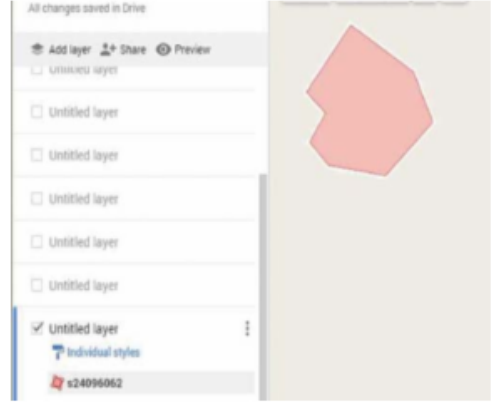 All changes saved in Drive
Add layer Share Preview
Untitled layer
Untitled layer
Untitled layer
Untitled layer
Untitled layer
Untitled layer
Untitled layer
Individual styles
s24096062